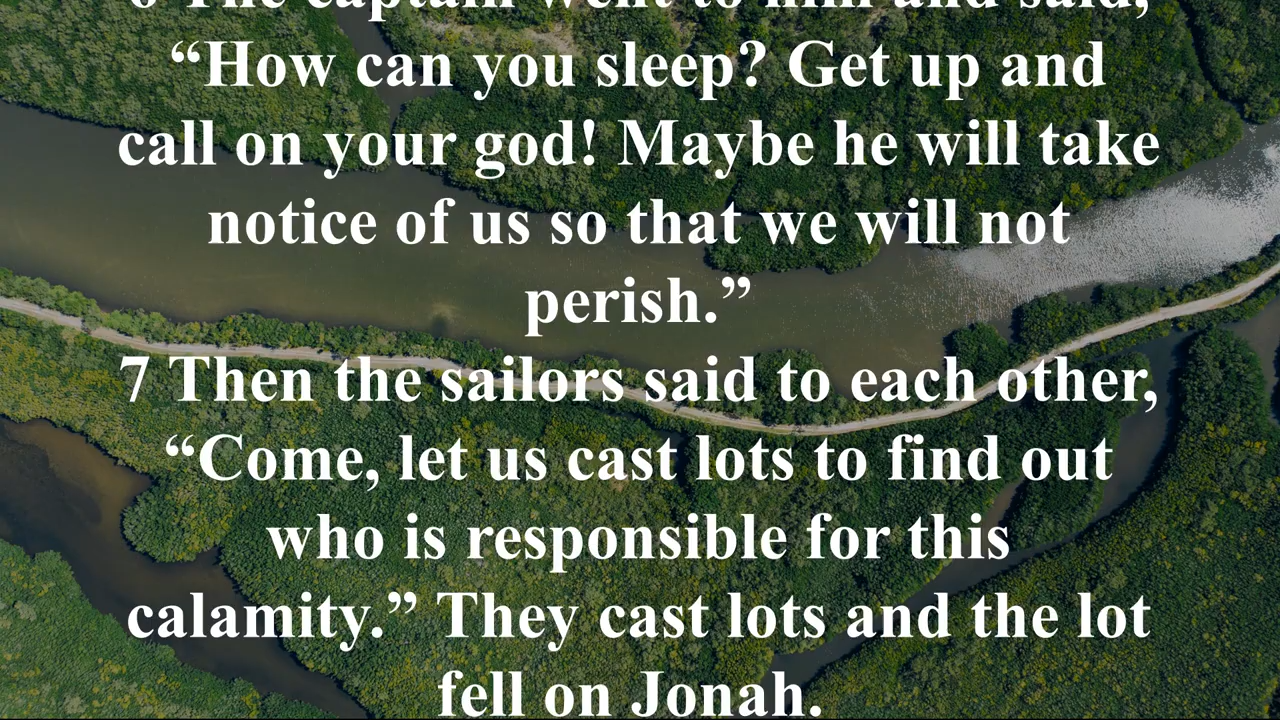 6 The captain went to him and said,
“How can you sleep? Get up and
call on your god! Maybe he will take
notice of us so that we will not
perish.”
7 Then the sailors said to each other,
“Come, let us cast lots to find out
who is responsible for this
calamity.” They cast lots and the lot
fell on Jonah.